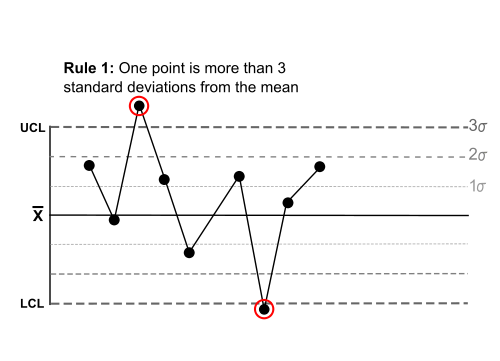 Rule 1: One point is more than 3
standard deviations from the mean
UCL
3σ
2σ
1σ
X̅
LCL